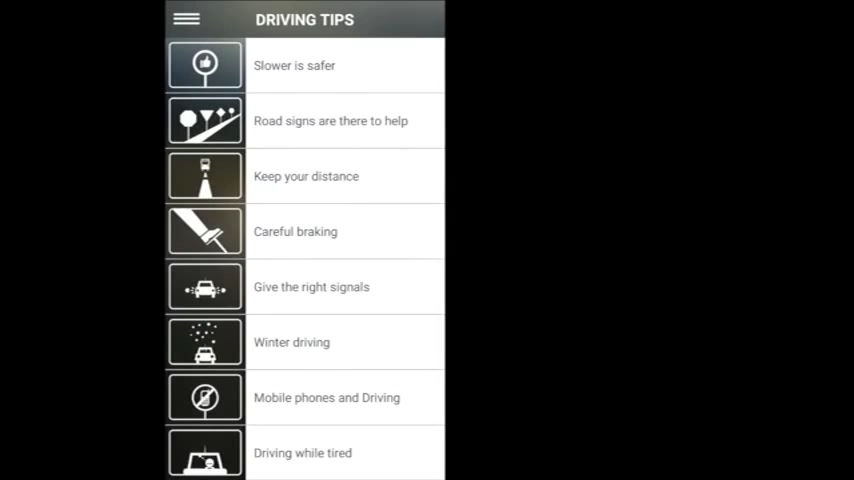 DRIVING TIPS
Slower is safer
Road signs are there to help
Keep your distance
Careful braking
Give the right signals
Winter driving
Mobile phones and Driving
Driving while tired